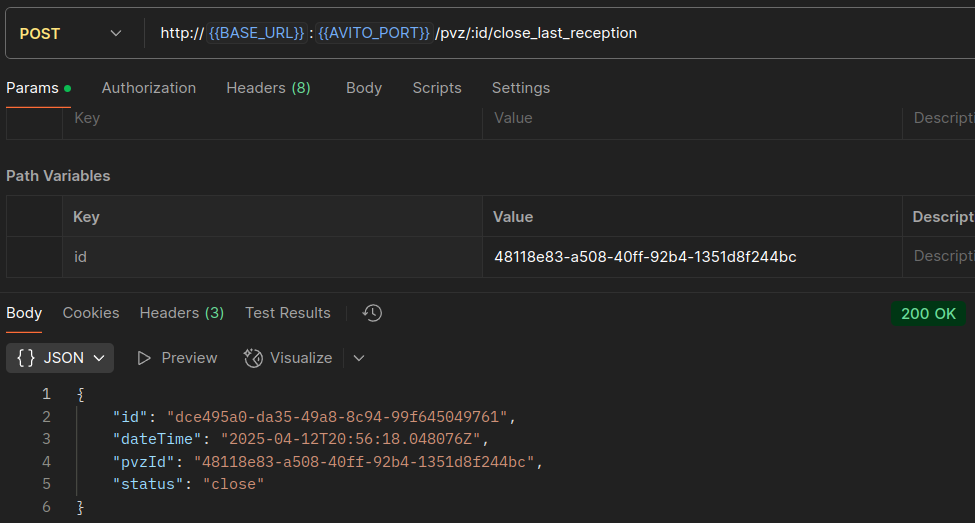 POST http://{{BASE_URL}}:{{AVITO_PORT}}/pvz/:id/close_last_reception
Params Authorization Headers (8) Body Scripts Settings
Key Value Descripti
Path Variables
Key Value Descript
id 48118e83-a508-40ff-92b4-1351d8f244bc Descripti
Body Cookies Headers (3) Test Results 200 OK
{} JSON Preview Visualize
1 {
2 "id": "dce495a0-da35-49a8-8c94-99f645049761",
3 "dateTime": "2025-04-12T20:56:18.048076Z",
4 "pvzId": "48118e83-a508-40ff-92b4-1351d8f244bc",
5 "status": "close"
6 }